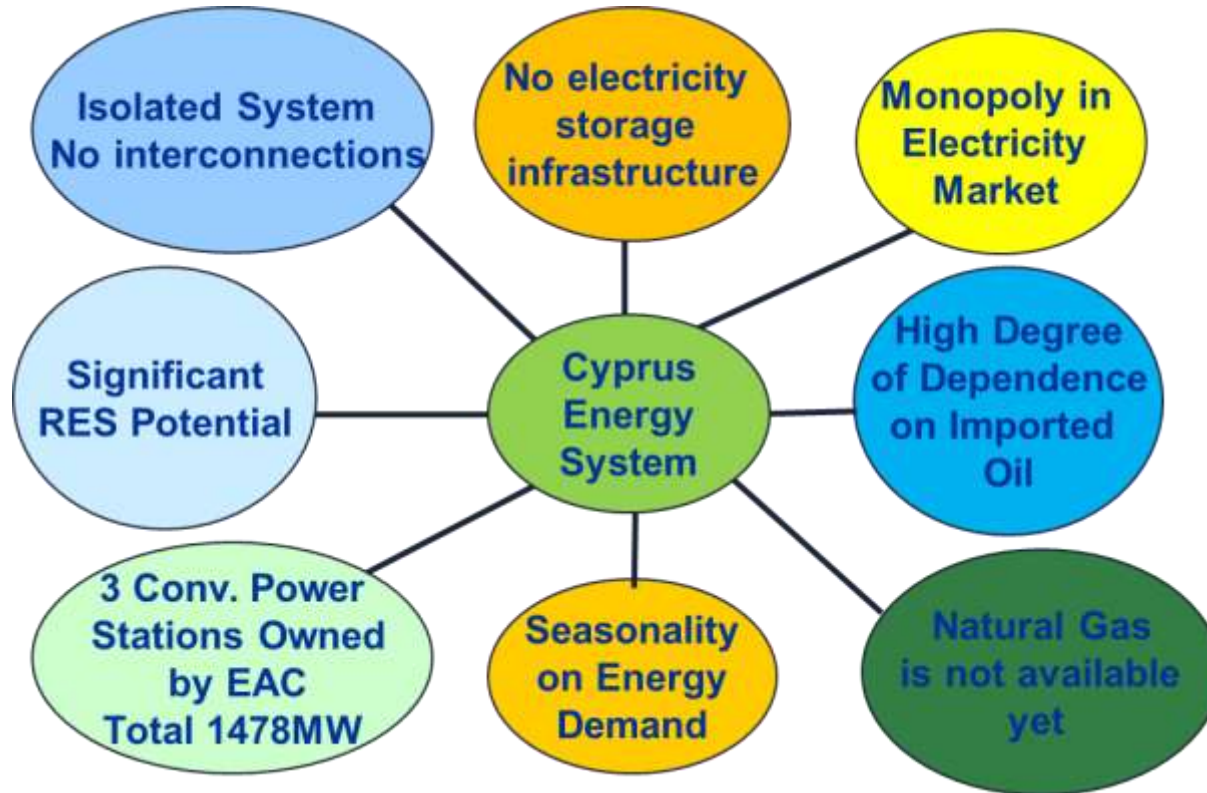 Isolated System
No interconnections
No electricity
storage
infrastructure
Monopoly in
Electricity
Market
Significant
RES Potential
Cyprus
Energy
System
High Degree
of Dependence
on Imported
Oil
3 Conv. Power
Stations Owned
by EAC
Total 1478MW
Seasonality
on Energy
Demand
Natural Gas
is not available
yet